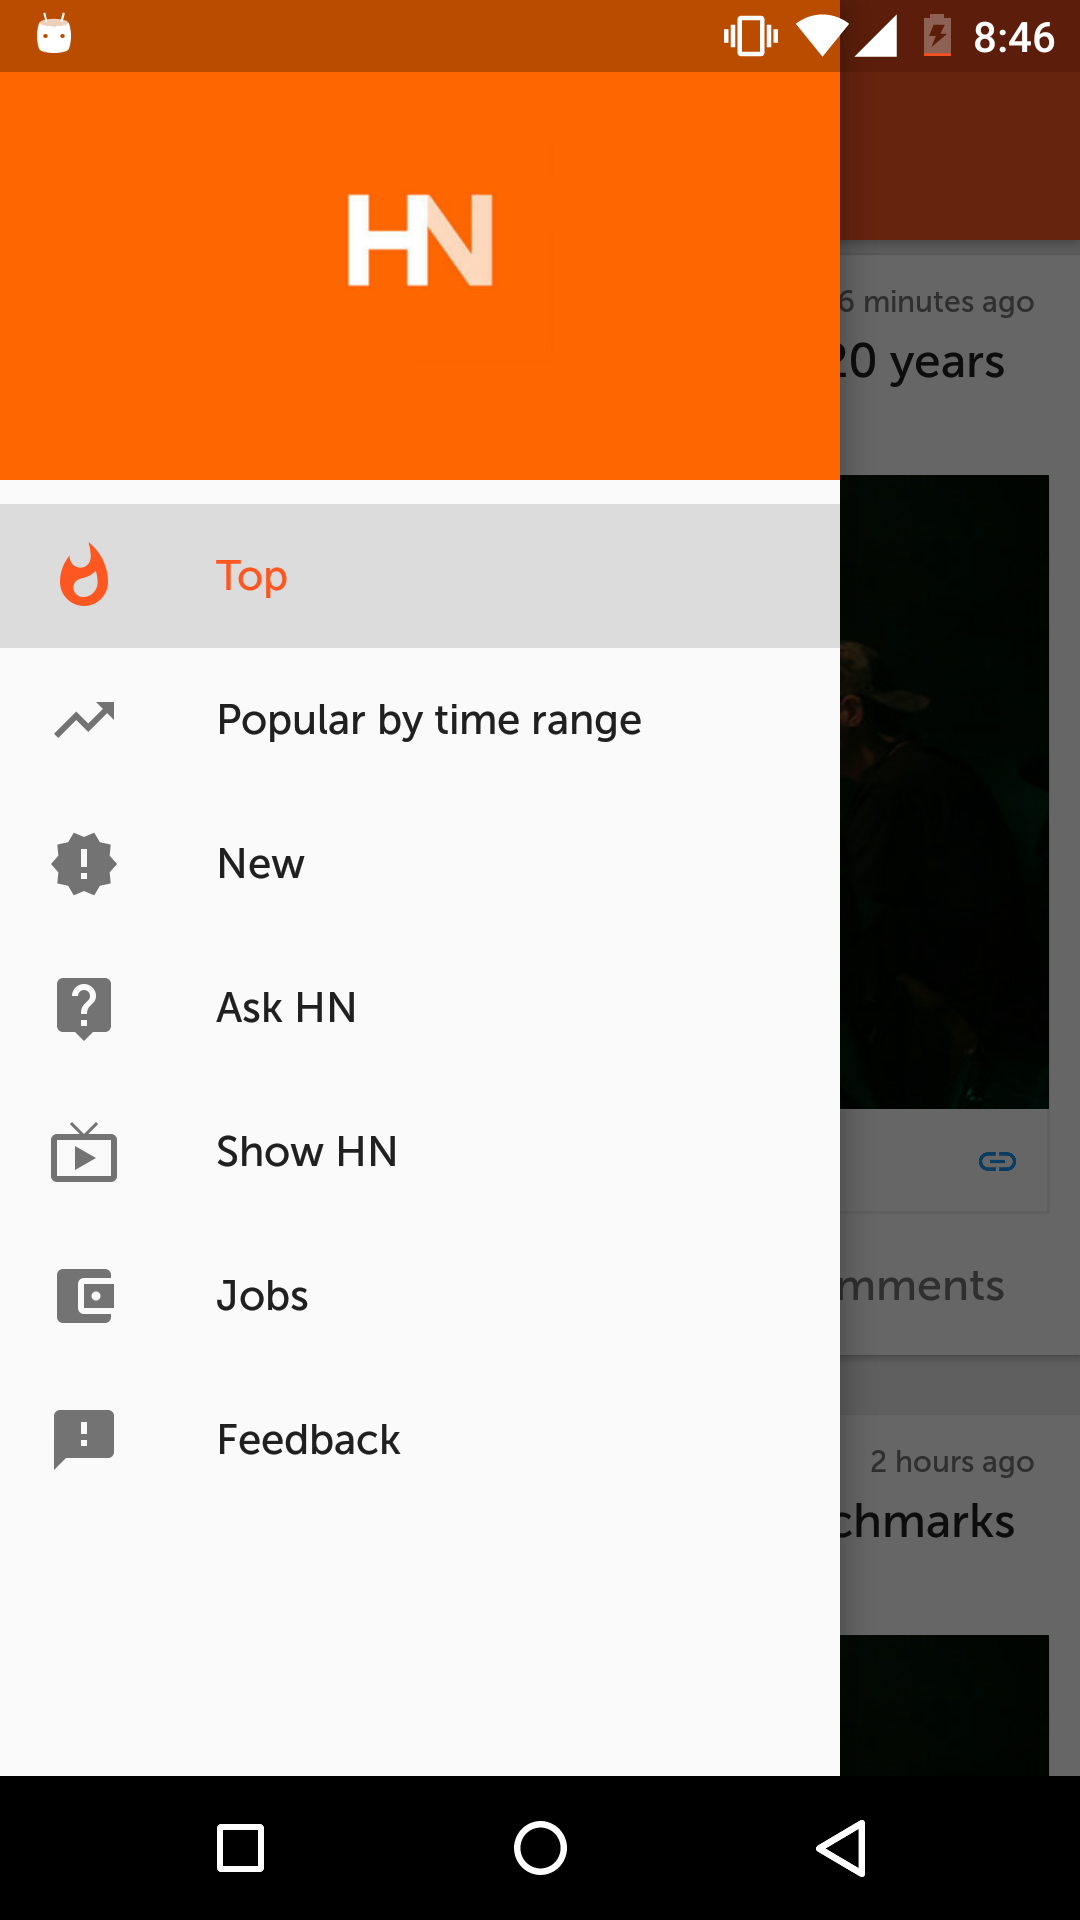 8:46
HN
6 minutes ago
20 years
Top
Popular by time range
New
Ask HN
Show HN
Jobs
mments
Feedback
2 hours ago
chmarks